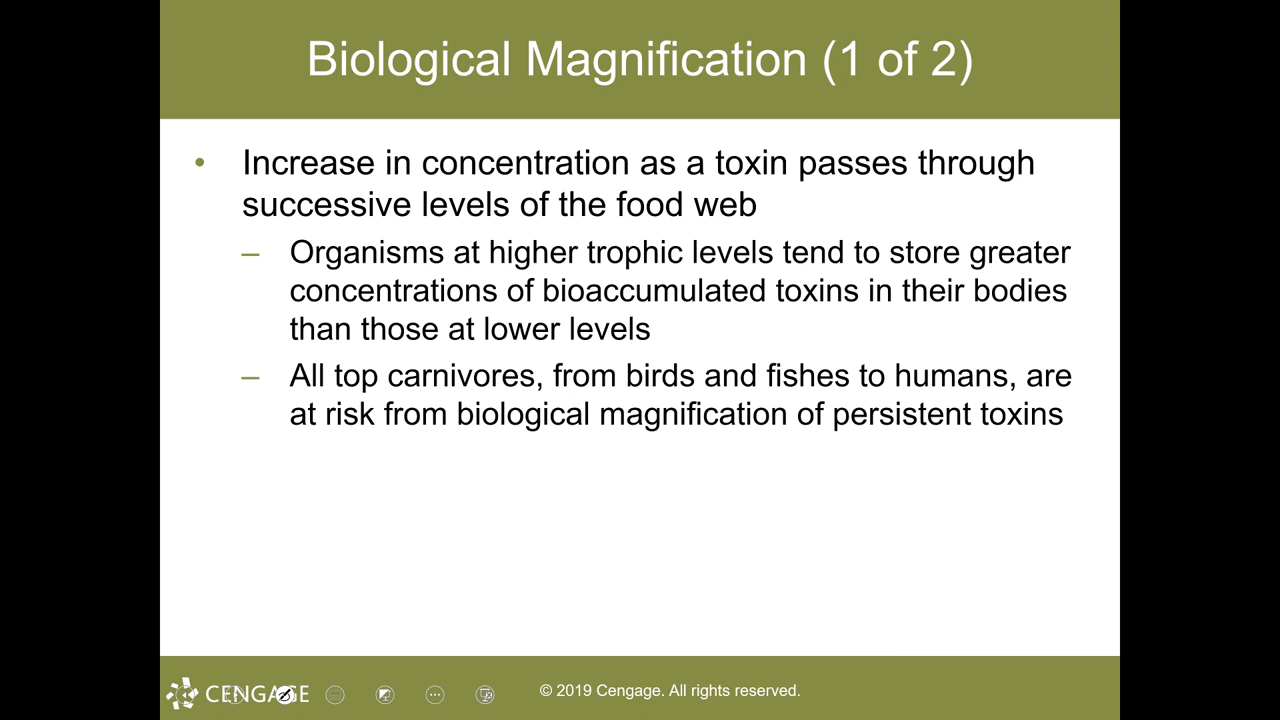 Biological Magnification (1 of 2)
• Increase in concentration as a toxin passes through
successive levels of the food web
– Organisms at higher trophic levels tend to store greater
concentrations of bioaccumulated toxins in their bodies
than those at lower levels
– All top carnivores, from birds and fishes to humans, are
at risk from biological magnification of persistent toxins
CENGAGE
© 2019 Cengage. All rights reserved.